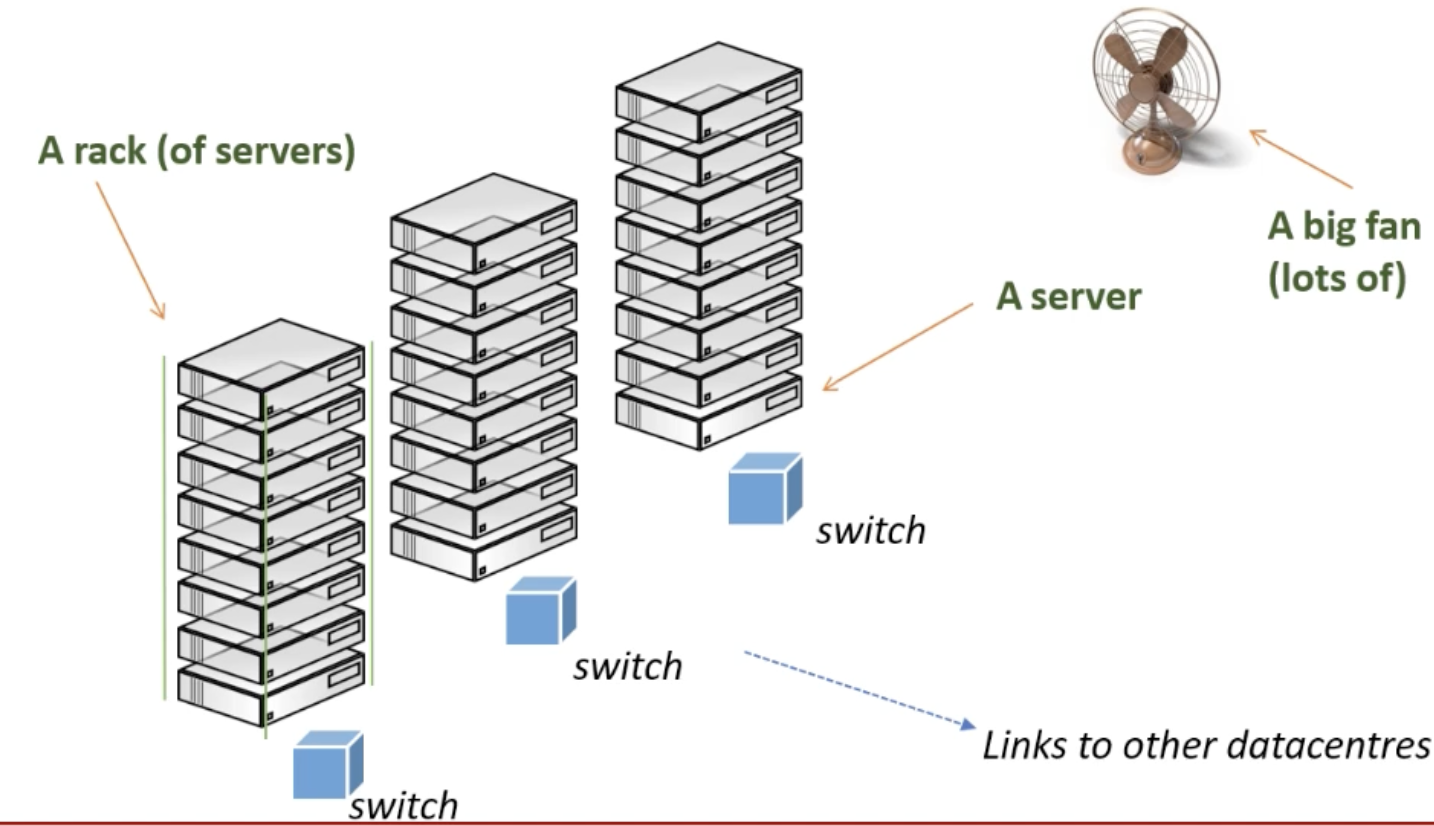 A rack (of servers)
A big fan
(lots of)
A server
switch
switch
Links to other datacentres
switch